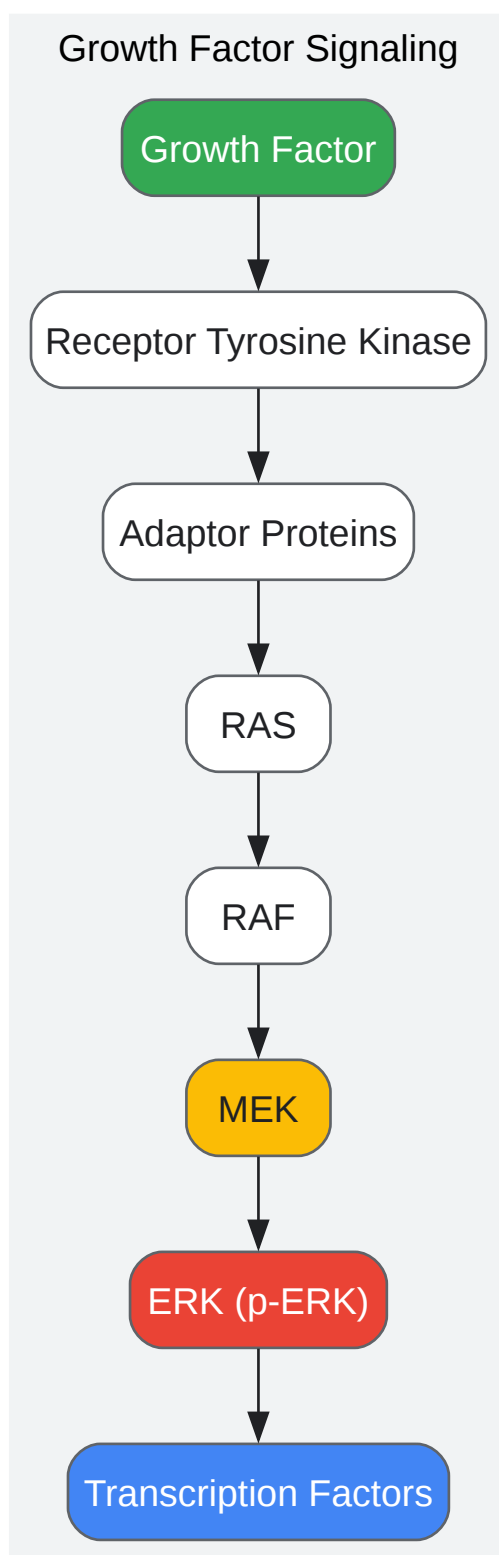 Growth Factor Signaling
Growth Factor
Receptor Tyrosine Kinase
Adaptor Proteins
RAS
RAF
MEK
ERK (p-ERK)
Transcription Factors